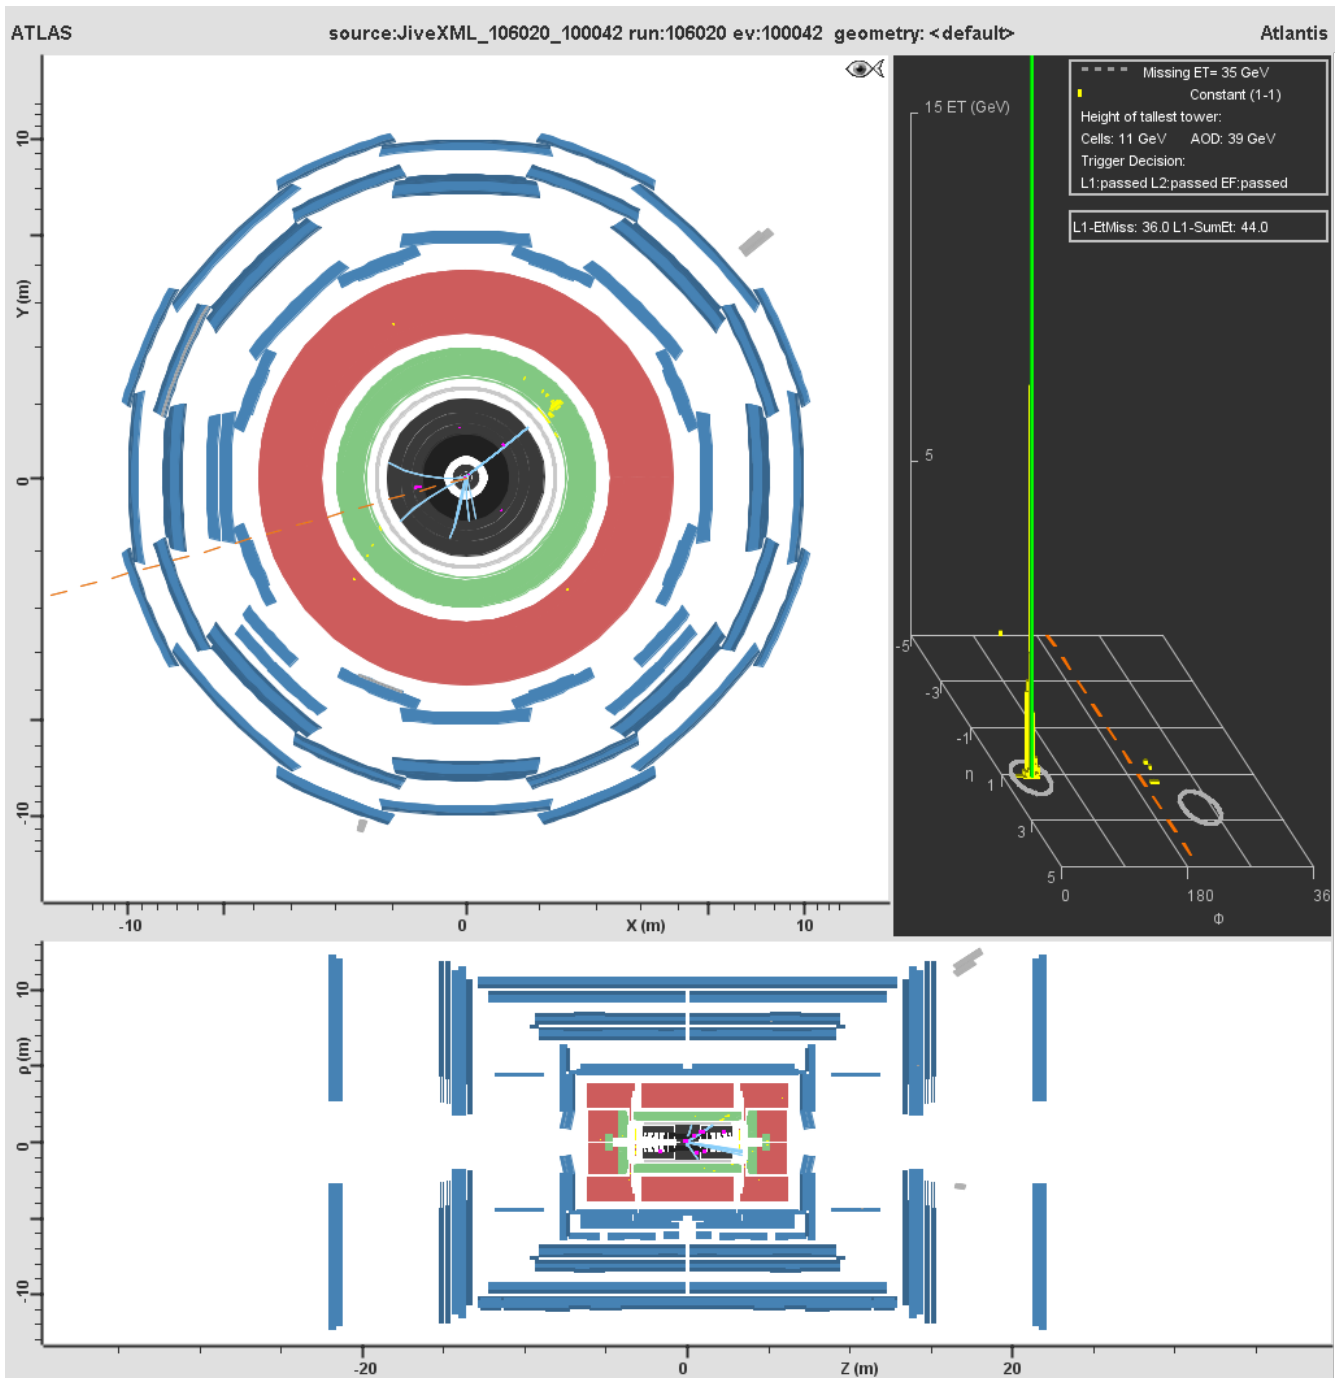 ATLAS source:JiveXML_106020_100042 run:106020 ev:100042 geometry: <default> Atlantis
Missing ET= 35 GeV
Constant (1-1)
Height of tallest tower:
Cells: 11 GeV AOD: 39 GeV
Trigger Decision:
L1:passed L2:passed EF:passed
L1-EtMiss: 36.0 L1-SumEt: 44.0
15 ET (GeV)
5
-5
-3
-1
η 1
3
5
0 180 36
Φ
10
Y (m)
0
-10
-10 0 X (m) 10
10
ρ (m)
0
-10
-20 0 Z (m) 20